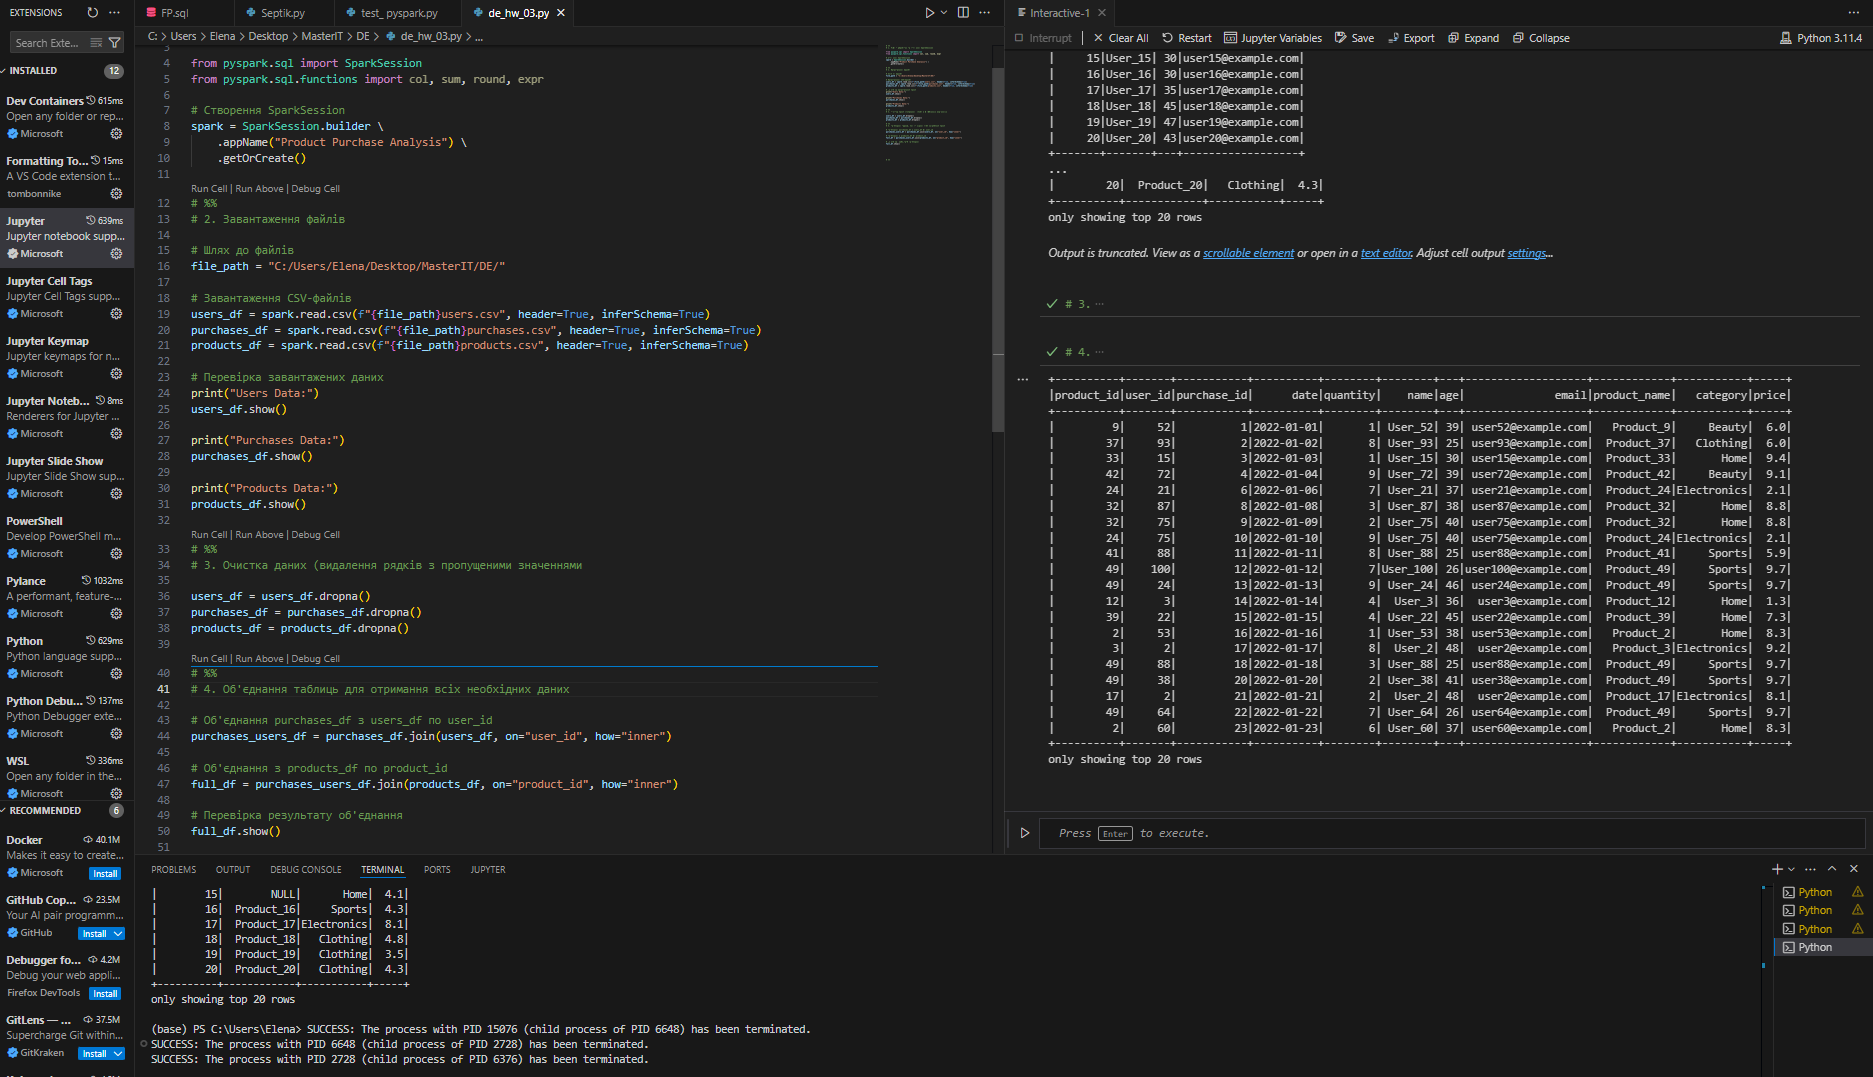 EXTENSIONS
Search Exte...
INSTALLED 12
Dev Containers 615ms
Open any folder or rep...
Microsoft
Formatting To... 15ms
A VS Code extension t...
tombonnike
Jupyter 639ms
Jupyter notebook supp...
Microsoft
Jupyter Cell Tags
Jupyter Cell Tags supp...
Microsoft
Jupyter Keymap
Jupyter keymaps for n...
Microsoft
Jupyter Noteb... 8ms
Renderers for Jupyter ...
Microsoft
Jupyter Slide Show
Jupyter Slide Show sup...
Microsoft
PowerShell
Develop PowerShell m...
Microsoft
Pylance 1032ms
A performant, feature-...
Microsoft
Python 629ms
Python language supp...
Microsoft
Python Debu... 137ms
Python Debugger exte...
Microsoft
WSL 336ms
Open any folder in the...
Microsoft
RECOMMENDED 6
Docker 40.1M
Makes it easy to create...
Microsoft Install
GitHub Cop... 23.5M
Your AI pair programm...
GitHub Install
Debugger fo... 4.2M
Debug your web appli...
Firefox DevTools Install
GitLens — ... 37.5M
Supercharge Git within...
GitKraken Install
FP.sql Septik.py test_ pyspark.py de_hw_03.py
C: > Users > Elena > Desktop > MasterIT > DE > de_hw_03.py > ...
3
4 from pyspark.sql import SparkSession
5 from pyspark.sql.functions import col, sum, round, expr
6
7 # Створення SparkSession
8 spark = SparkSession.builder \
9 .appName("Product Purchase Analysis") \
10 .getOrCreate()
11
Run Cell | Run Above | Debug Cell
12 # %%
13 # 2. Завантаження файлів
14
15 # Шлях до файлів
16 file_path = "C:/Users/Elena/Desktop/MasterIT/DE/"
17
18 # Завантаження CSV-файлів
19 users_df = spark.read.csv(f"{file_path}users.csv", header=True, inferSchema=True)
20 purchases_df = spark.read.csv(f"{file_path}purchases.csv", header=True, inferSchema=True)
21 products_df = spark.read.csv(f"{file_path}products.csv", header=True, inferSchema=True)
22
23 # Перевірка завантажених даних
24 print("Users Data:")
25 users_df.show()
26
27 print("Purchases Data:")
28 purchases_df.show()
29
30 print("Products Data:")
31 products_df.show()
32
Run Cell | Run Above | Debug Cell
33 # %%
34 # 3. Очистка даних (видалення рядків з пропущеними значеннями
35
36 users_df = users_df.dropna()
37 purchases_df = purchases_df.dropna()
38 products_df = products_df.dropna()
39
Run Cell | Run Above | Debug Cell
40 # %%
41 # 4. Об'єднання таблиць для отримання всіх необхідних даних
42
43 # Об'єднання purchases_df з users_df по user_id
44 purchases_users_df = purchases_df.join(users_df, on="user_id", how="inner")
45
46 # Об'єднання з products_df по product_id
47 full_df = purchases_users_df.join(products_df, on="product_id", how="inner")
48
49 # Перевірка результату об'єднання
50 full_df.show()
51
Interactive-1
Interrupt | Clear All Restart Jupyter Variables Save Export Expand Collapse Python 3.11.4
| 15|User_15| 30|user15@example.com|
| 16|User_16| 30|user16@example.com|
| 17|User_17| 35|user17@example.com|
| 18|User_18| 45|user18@example.com|
| 19|User_19| 47|user19@example.com|
| 20|User_20| 43|user20@example.com|
+-------+-------+---+------------------+
...
| 20| Product_20| Clothing| 4.3|
+----------+------------+-----------+-----+
only showing top 20 rows
Output is truncated. View as a scrollable element or open in a text editor. Adjust cell output settings...
# 3. ...
# 4. ...
+----------+-------+-----------+----------+--------+--------+---+-------------------+------------+-----------+-----+
|product_id|user_id|purchase_id| date|quantity| name|age| email|product_name| category|price|
+----------+-------+-----------+----------+--------+--------+---+-------------------+------------+-----------+-----+
| 9| 52| 1|2022-01-01| 1| User_52| 39| user52@example.com| Product_9| Beauty| 6.0|
| 37| 93| 2|2022-01-02| 8| User_93| 25| user93@example.com| Product_37| Clothing| 6.0|
| 33| 15| 3|2022-01-03| 1| User_15| 30| user15@example.com| Product_33| Home| 9.4|
| 42| 72| 4|2022-01-04| 9| User_72| 39| user72@example.com| Product_42| Beauty| 9.1|
| 24| 21| 6|2022-01-06| 7| User_21| 37| user21@example.com| Product_24|Electronics| 2.1|
| 32| 87| 8|2022-01-08| 3| User_87| 38| user87@example.com| Product_32| Home| 8.8|
| 32| 75| 9|2022-01-09| 2| User_75| 40| user75@example.com| Product_32| Home| 8.8|
| 24| 75| 10|2022-01-10| 9| User_75| 40| user75@example.com| Product_24|Electronics| 2.1|
| 41| 88| 11|2022-01-11| 8| User_88| 25| user88@example.com| Product_41| Sports| 5.9|
| 49| 100| 12|2022-01-12| 7|User_100| 26|user100@example.com| Product_49| Sports| 9.7|
| 49| 24| 13|2022-01-13| 9| User_24| 46| user24@example.com| Product_49| Sports| 9.7|
| 12| 3| 14|2022-01-14| 4| User_3| 36| user3@example.com| Product_12| Home| 1.3|
| 39| 22| 15|2022-01-15| 4| User_22| 45| user22@example.com| Product_39| Home| 7.3|
| 2| 53| 16|2022-01-16| 1| User_53| 38| user53@example.com| Product_2| Home| 8.3|
| 3| 2| 17|2022-01-17| 8| User_2| 48| user2@example.com| Product_3|Electronics| 9.2|
| 49| 88| 18|2022-01-18| 3| User_88| 25| user88@example.com| Product_49| Sports| 9.7|
| 49| 38| 20|2022-01-20| 2| User_38| 41| user38@example.com| Product_49| Sports| 9.7|
| 17| 2| 21|2022-01-21| 2| User_2| 48| user2@example.com| Product_17|Electronics| 8.1|
| 49| 64| 22|2022-01-22| 7| User_64| 26| user64@example.com| Product_49| Sports| 9.7|
| 2| 60| 23|2022-01-23| 6| User_60| 37| user60@example.com| Product_2| Home| 8.3|
+----------+-------+-----------+----------+--------+--------+---+-------------------+------------+-----------+-----+
only showing top 20 rows
Press Enter to execute.
PROBLEMS OUTPUT DEBUG CONSOLE TERMINAL PORTS JUPYTER
| 15| NULL| Home| 4.1|
| 16| Product_16| Sports| 4.3|
| 17| Product_17|Electronics| 8.1|
| 18| Product_18| Clothing| 4.8|
| 19| Product_19| Clothing| 3.5|
| 20| Product_20| Clothing| 4.3|
+----------+------------+-----------+-----+
only showing top 20 rows
(base) PS C:\Users\Elena> SUCCESS: The process with PID 15076 (child process of PID 6648) has been terminated.
SUCCESS: The process with PID 6648 (child process of PID 2728) has been terminated.
SUCCESS: The process with PID 2728 (child process of PID 6376) has been terminated.
Python
Python
Python
Python